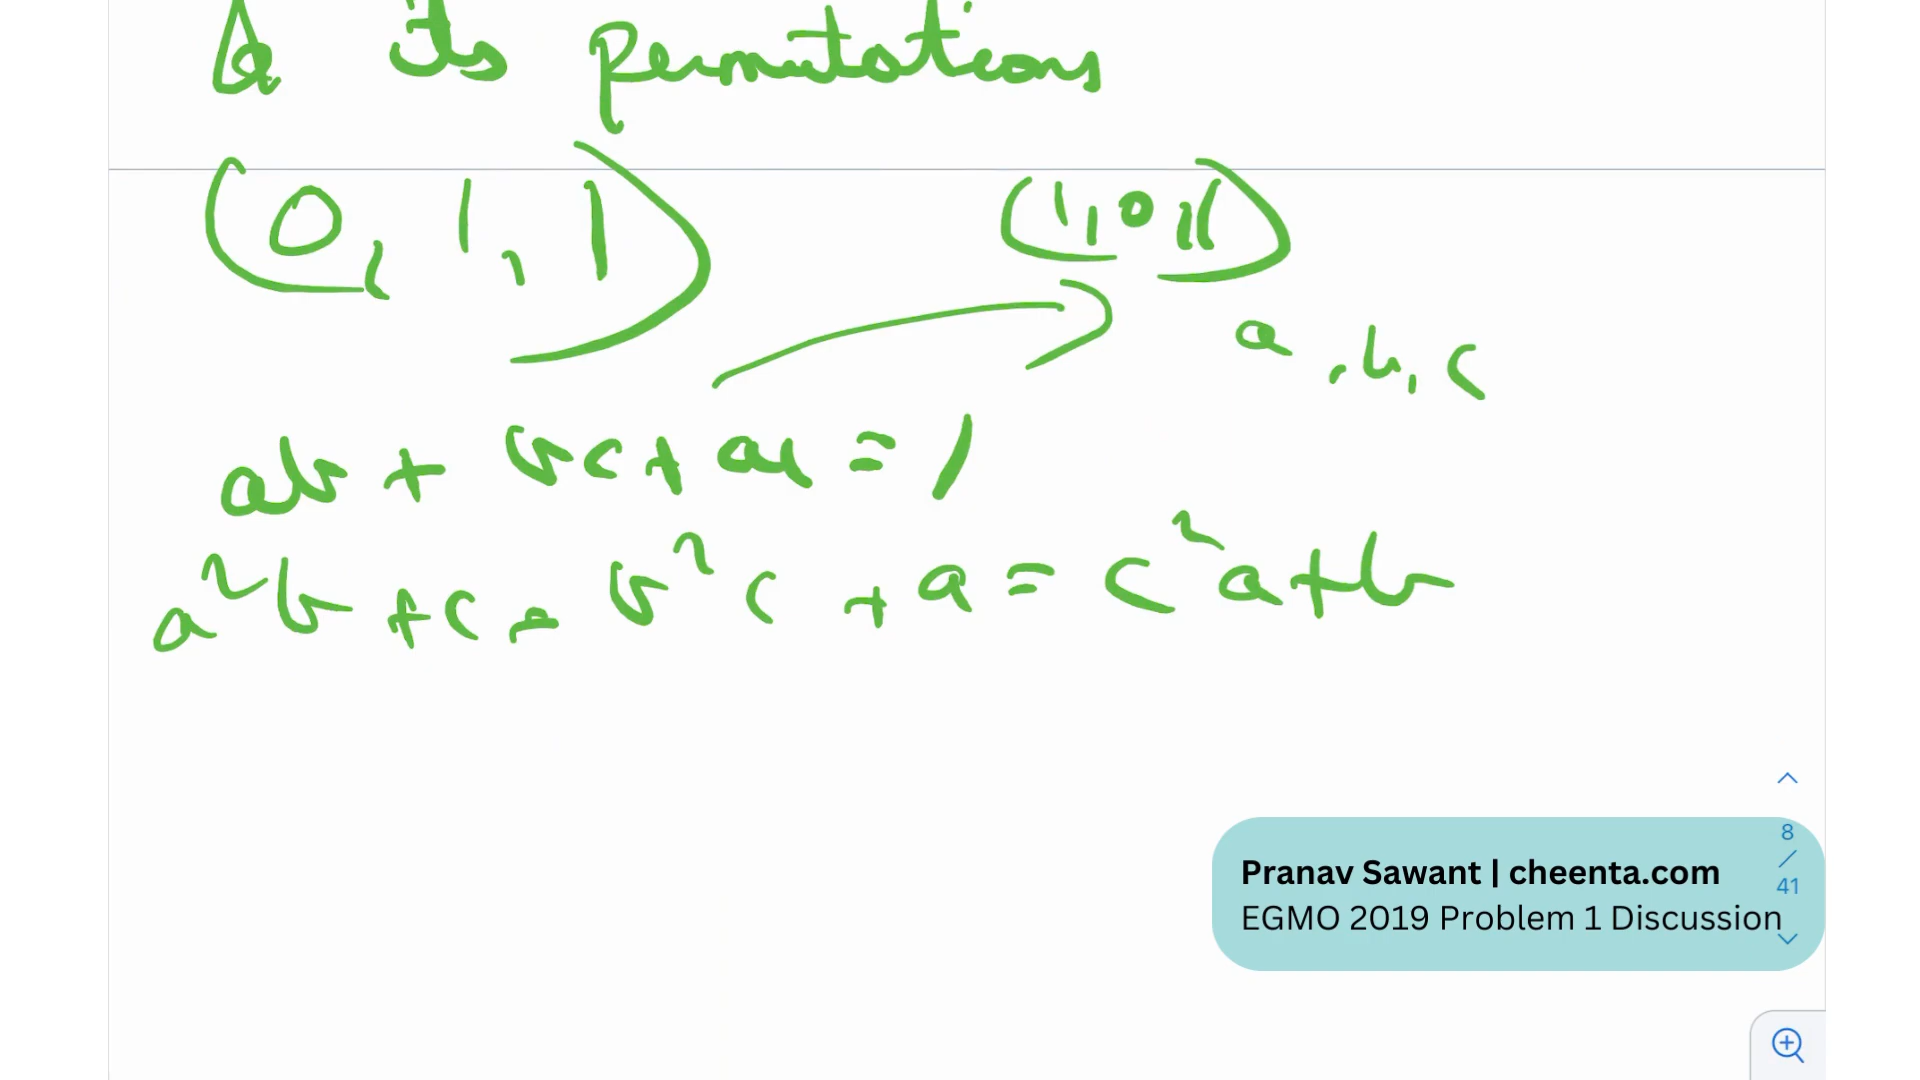 & its permutations
(0, 1, 1) (1, 0, 1)
a, b, c
ab + bc + ac = 1
a²b + c = b²c + a = c²a + b
8
/
41
Pranav Sawant | cheenta.com
EGMO 2019 Problem 1 Discussion